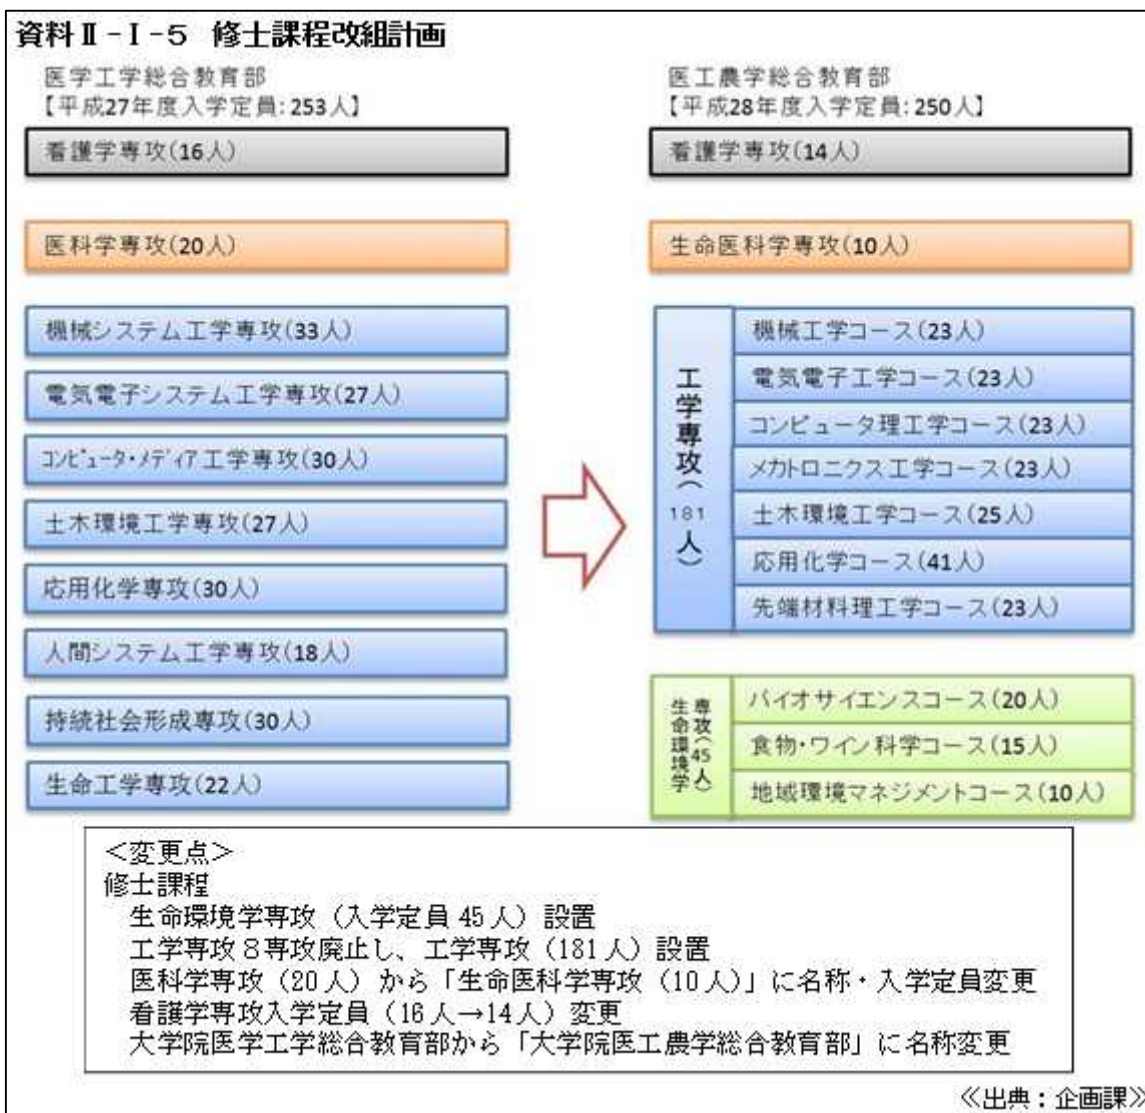 資料Ⅱ-Ⅰ-5 修士課程改組計画
医学工学総合教育部
【平成27年度入学定員:253人】
看護学専攻(16人)
医科学専攻(20人)
機械システム工学専攻(33人)
電気電子システム工学専攻(27人)
コンピュータ・メディア工学専攻(30人)
土木環境工学専攻(27人)
応用化学専攻(30人)
人間システム工学専攻(18人)
持続社会形成専攻(30人)
生命工学専攻(22人)
医工農学総合教育部
【平成28年度入学定員:250人】
看護学専攻(14人)
生命医科学専攻(10人)
工学専攻(181人)
機械工学コース(23人)
電気電子工学コース(23人)
コンピュータ理工学コース(23人)
メカトロニクス工学コース(23人)
土木環境工学コース(25人)
応用化学コース(41人)
先端材料理工学コース(23人)
生命環境学
専攻(45人)
バイオサイエンスコース(20人)
食物・ワイン科学コース(15人)
地域環境マネジメントコース(10人)
<変更点>
修士課程
生命環境学専攻(入学定員45人)設置
工学専攻8専攻廃止し、工学専攻(181人)設置
医科学専攻(20人)から「生命医科学専攻(10人)」に名称・入学定員変更
看護学専攻入学定員(16人→14人)変更
大学院医学工学総合教育部から「大学院医工農学総合教育部」に名称変更
≪出典:企画課≫